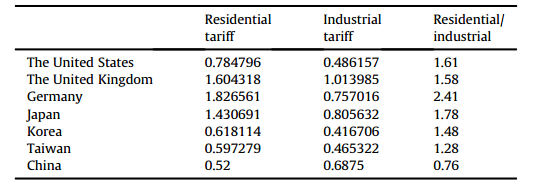 Residential tariff Industrial tariff Residential/ industrial
The United States 0.784796 0.486157 1.61
The United Kingdom 1.604318 1.013985 1.58
Germany 1.826561 0.757016 2.41
Japan 1.430691 0.805632 1.78
Korea 0.618114 0.416706 1.48
Taiwan 0.597279 0.465322 1.28
China 0.52 0.6875 0.76